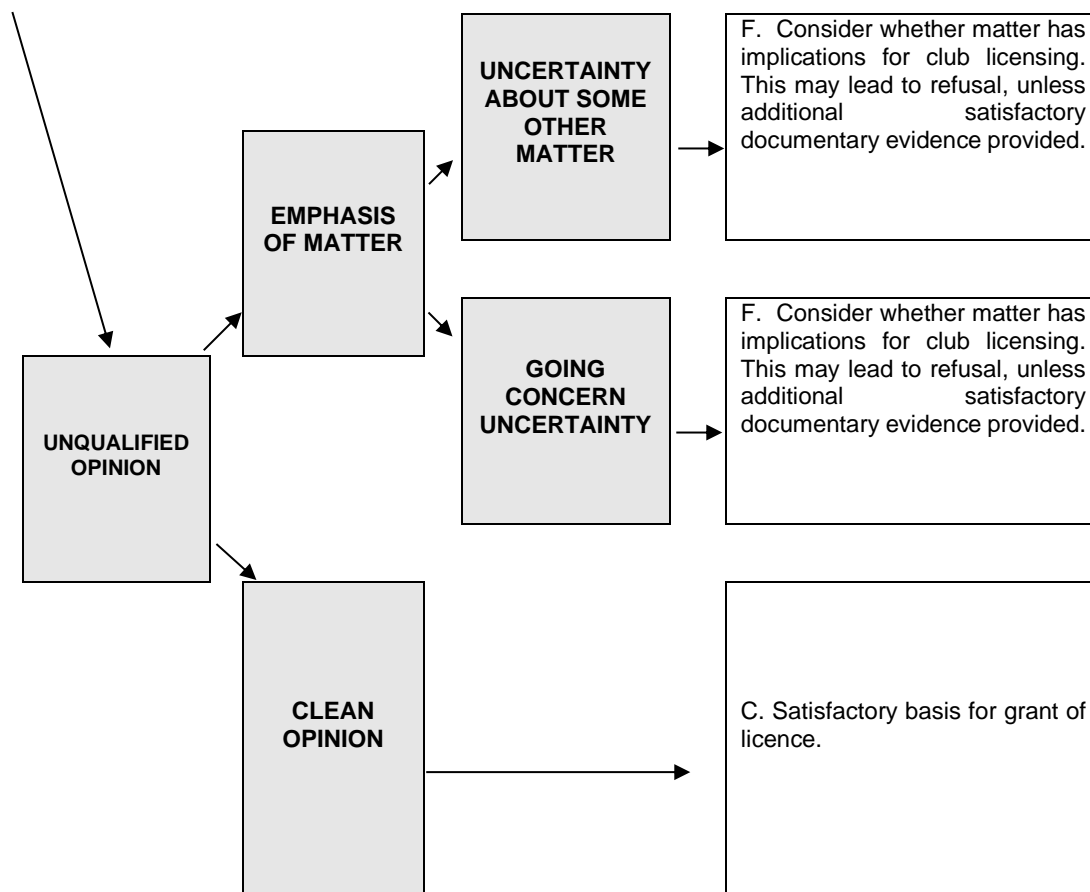 UNCERTAINTY
ABOUT SOME
OTHER
MATTER
F. Consider whether matter has
implications for club licensing.
This may lead to refusal, unless
additional satisfactory
documentary evidence provided.
EMPHASIS
OF MATTER
GOING
CONCERN
UNCERTAINTY
F. Consider whether matter has
implications for club licensing.
This may lead to refusal, unless
additional satisfactory
documentary evidence provided.
UNQUALIFIED
OPINION
CLEAN
OPINION
C. Satisfactory basis for grant of
licence.